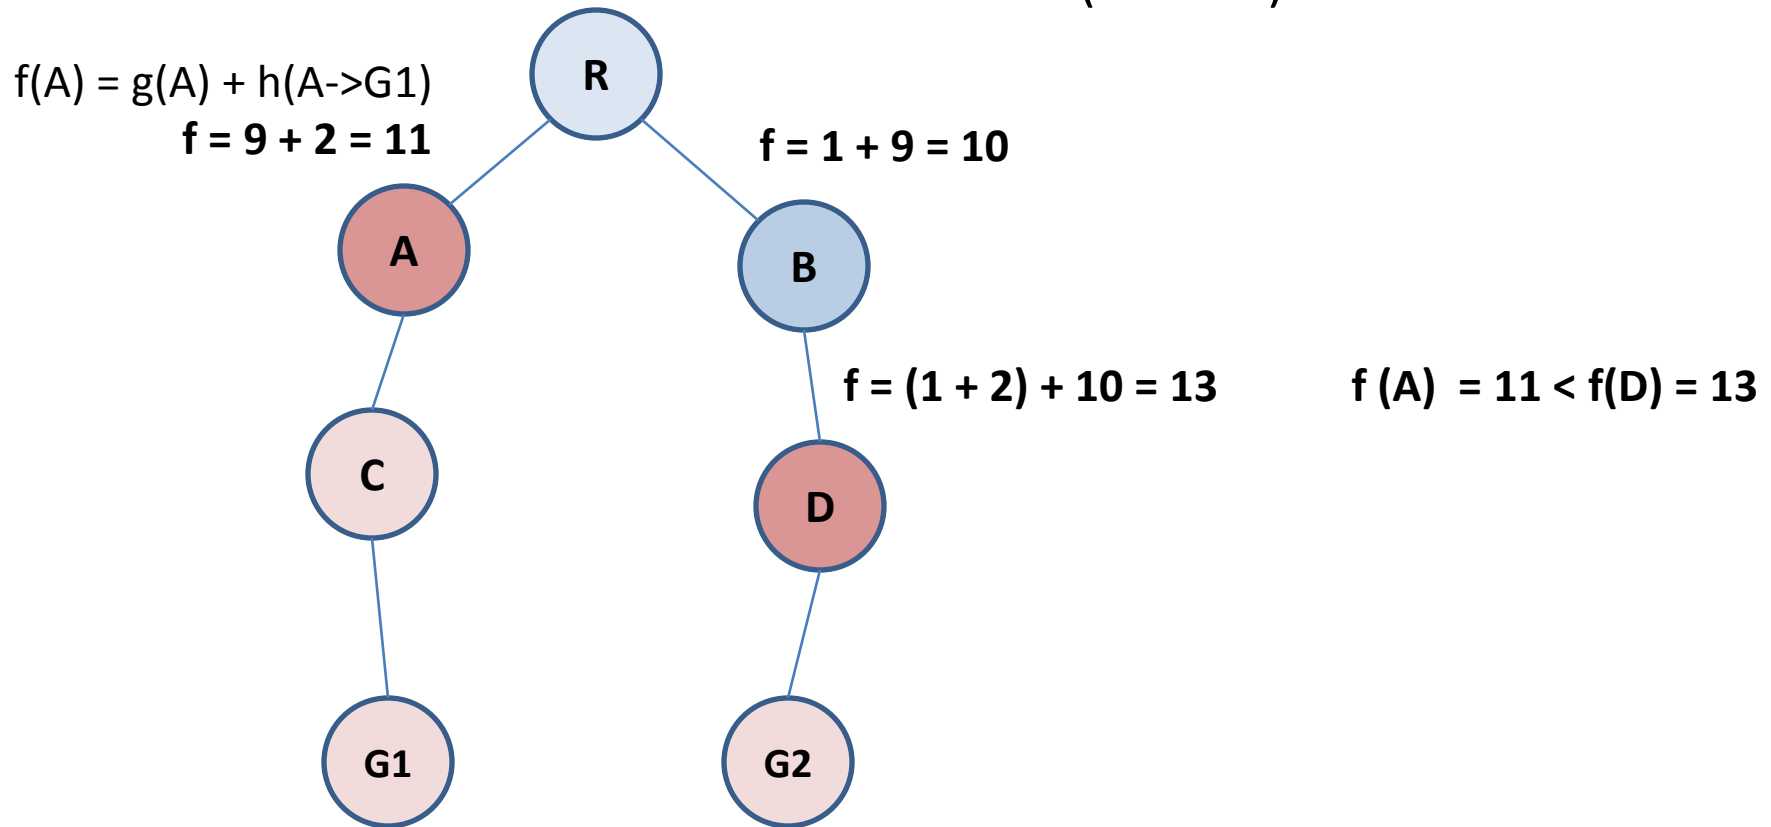 R
f(A) = g(A) + h(A->G1)
f = 9 + 2 = 11
f = 1 + 9 = 10
A
B
f = (1 + 2) + 10 = 13
f (A)  = 11 < f(D) = 13
C
D
G1
G2